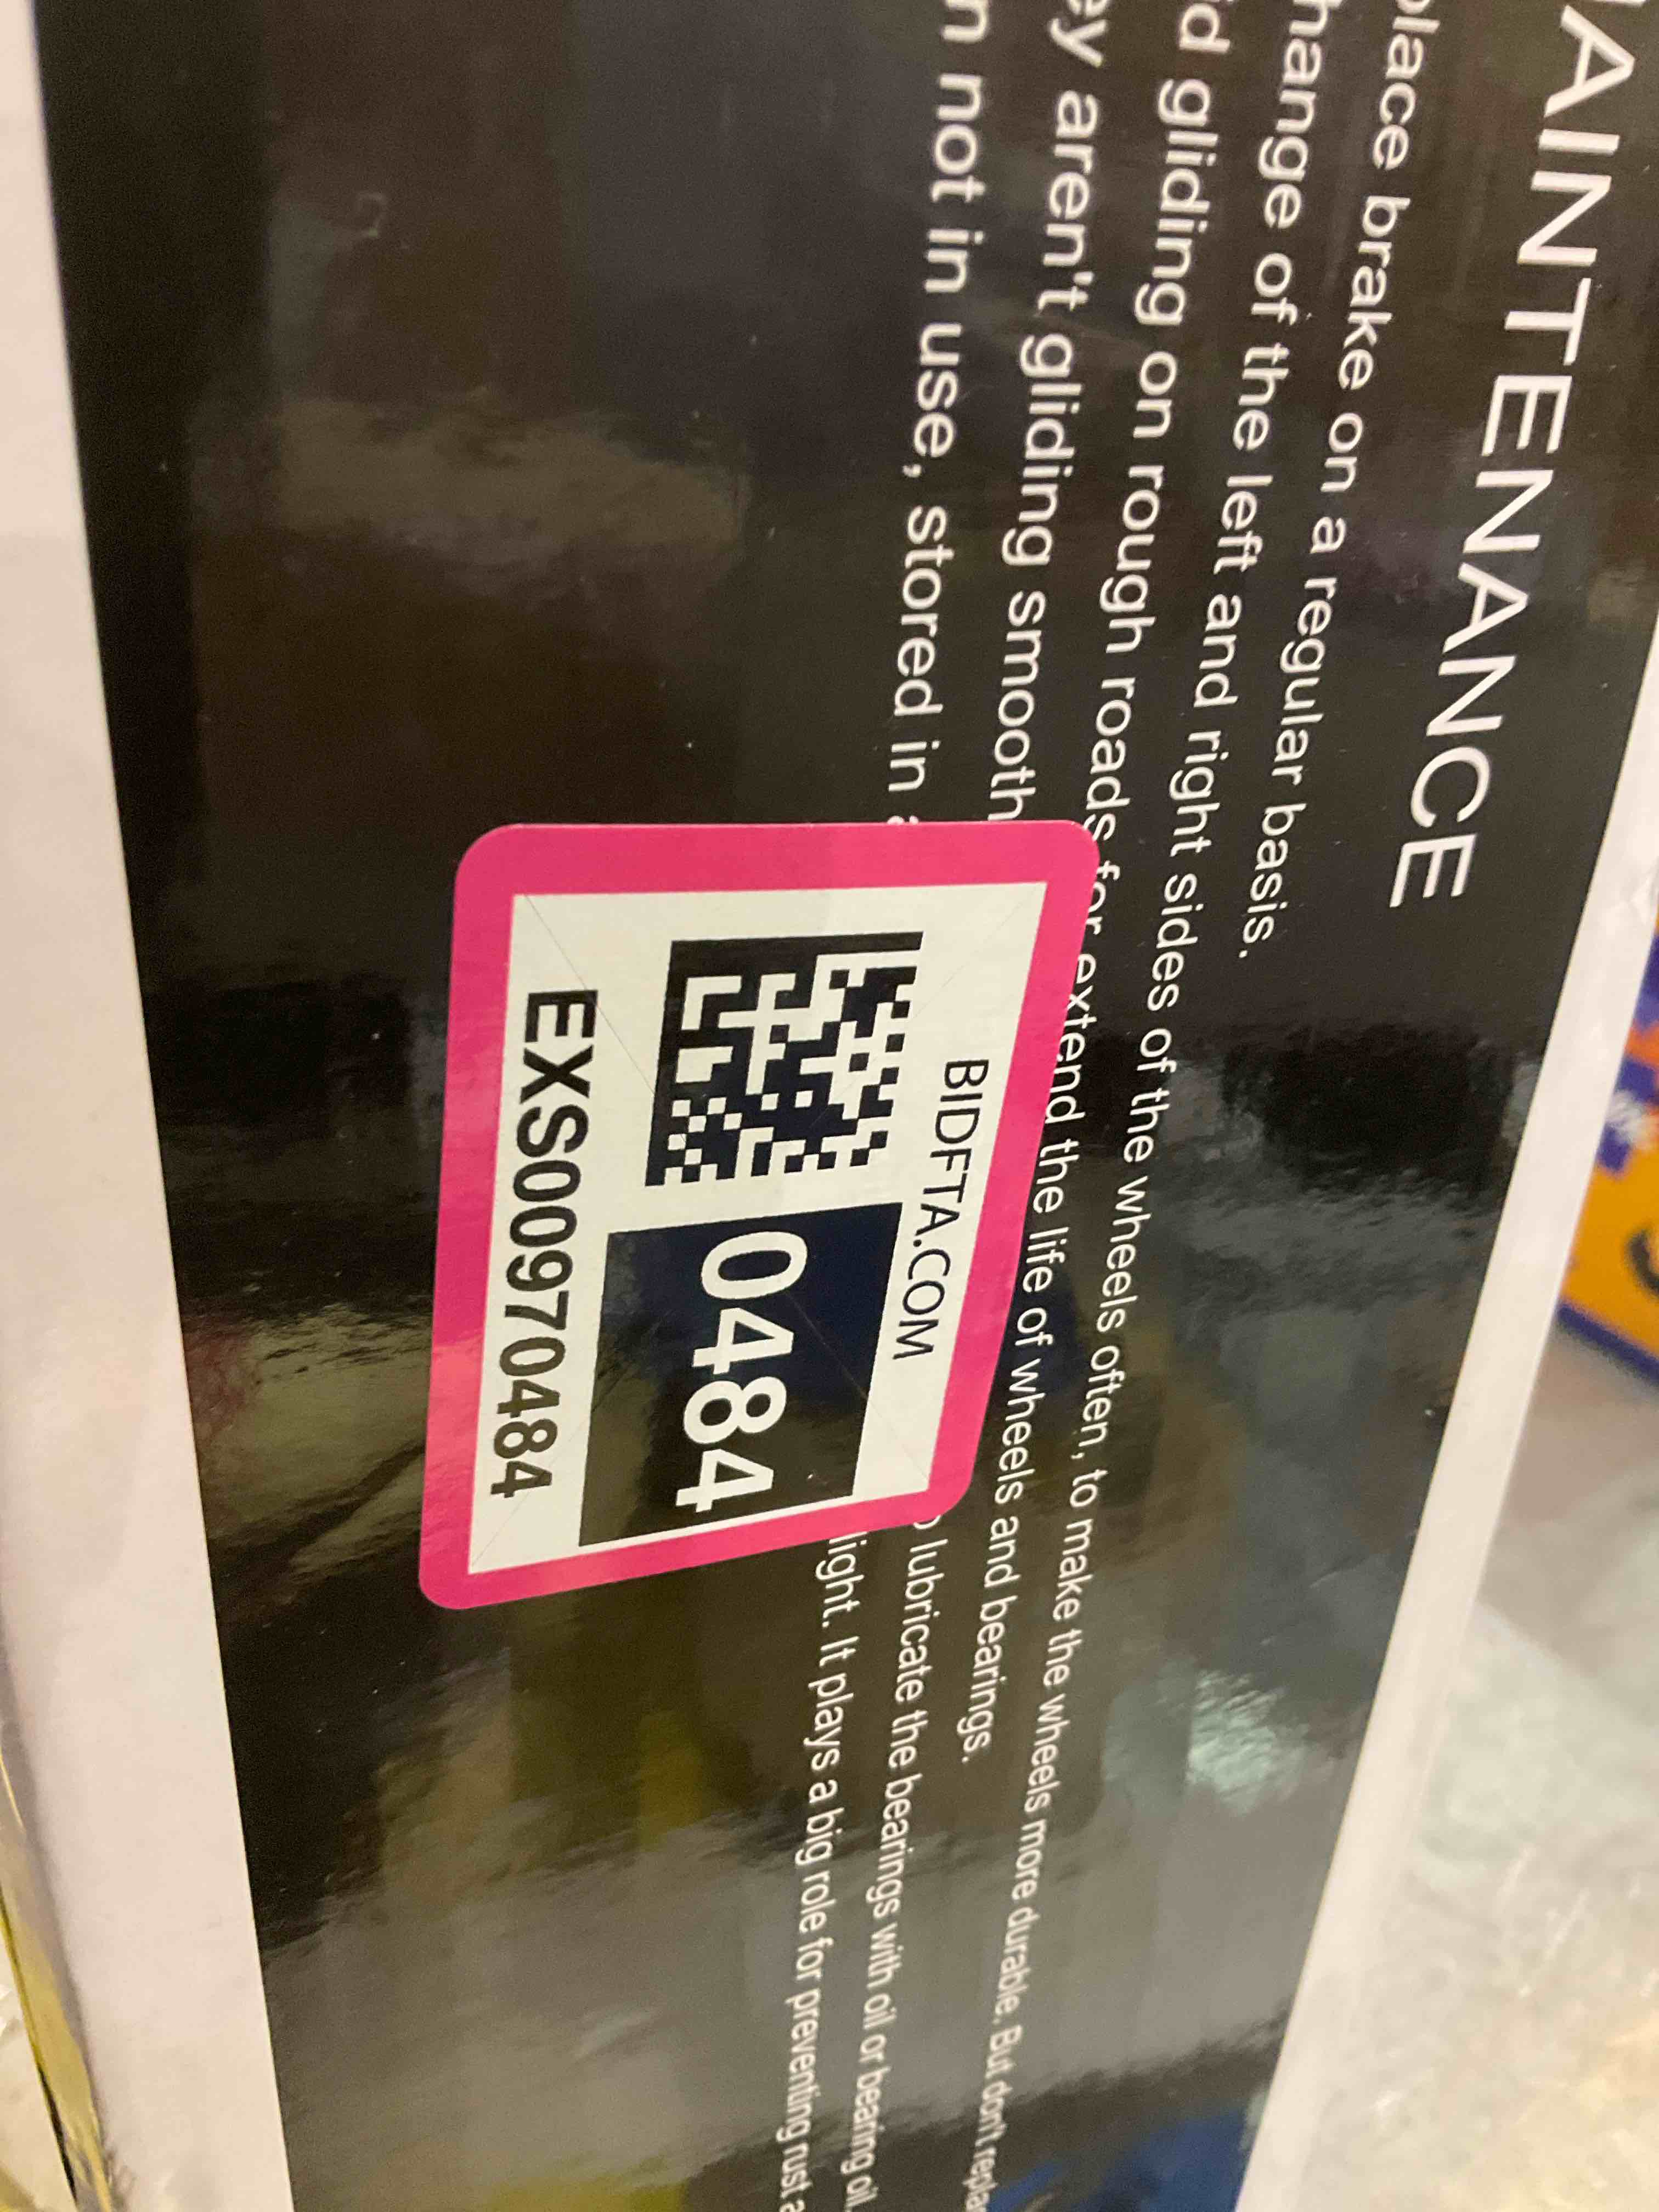 AINTENANCE
place brake on a regular basis.
hange of the left and right sides of the wheels often, to make the wheels more durable. But don't repla
id gliding on rough roads for extend the life of wheels and bearings.
ey aren't gliding smooth lubricate the bearings with oil or bearing oil.
n not in use, stored in light. It plays a big role for preventing rust a
BIDFTA.COM
0484
EXS00970484